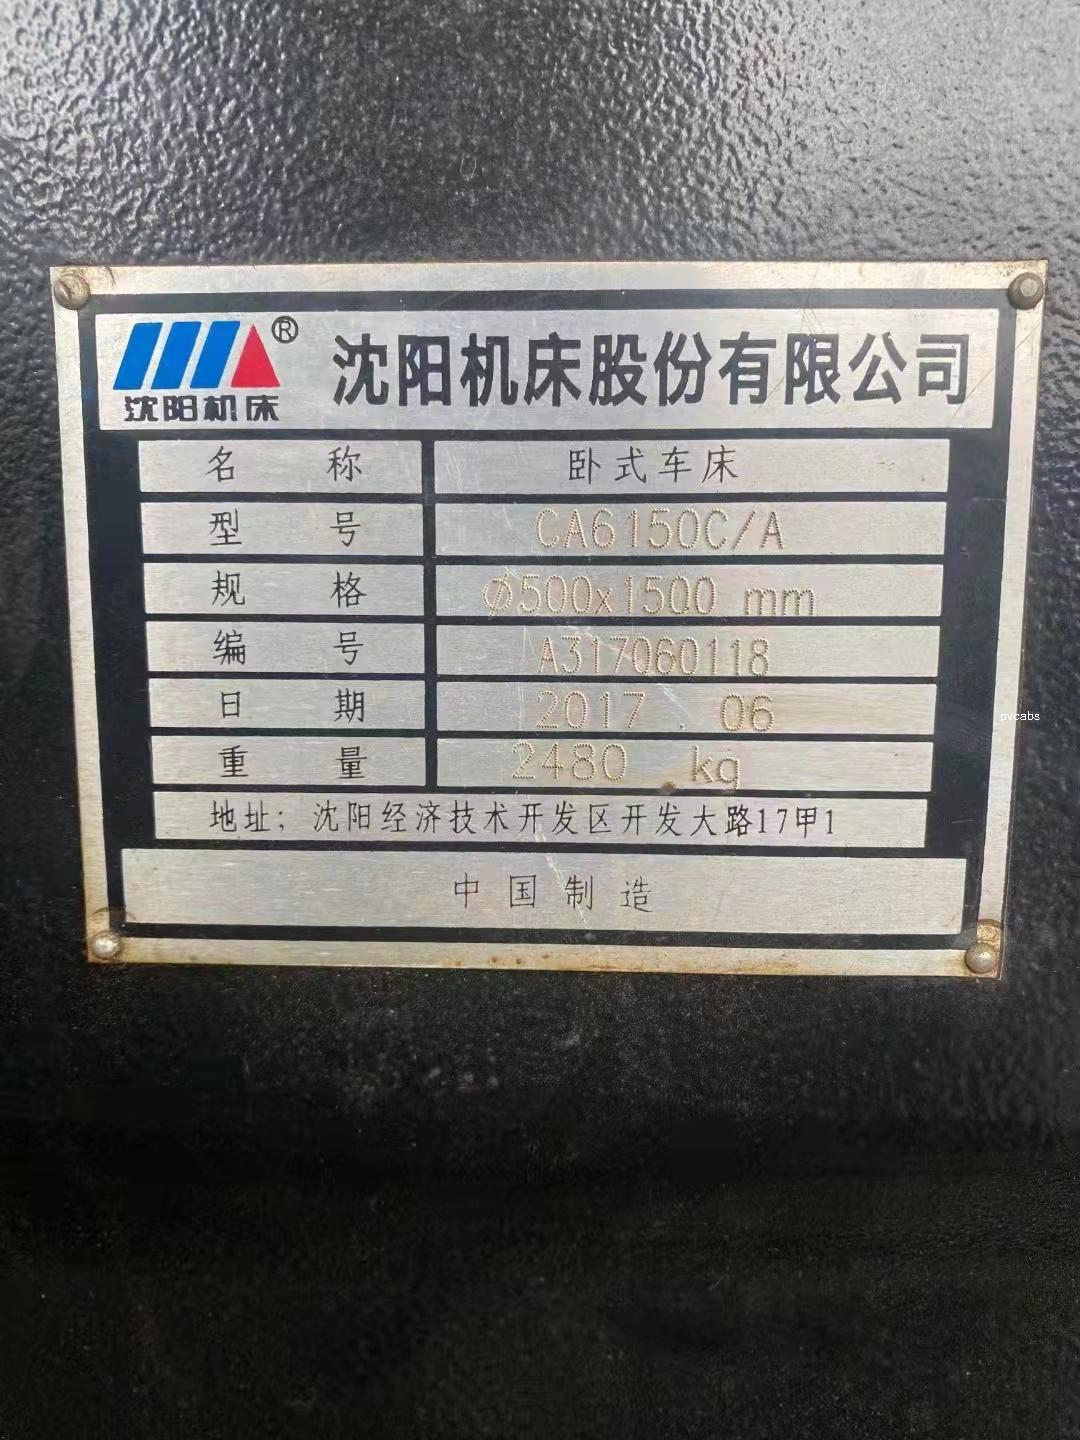 沈阳机床®
沈阳机床股份有限公司
名称 卧式车床
型号 CA6150C/A
规格 Ø500x1500 mm
编号 A317060118
日期 2017.06
重量 2480 kg
地址：沈阳经济技术开发区开发大路17甲1
中国制造
pvcabs